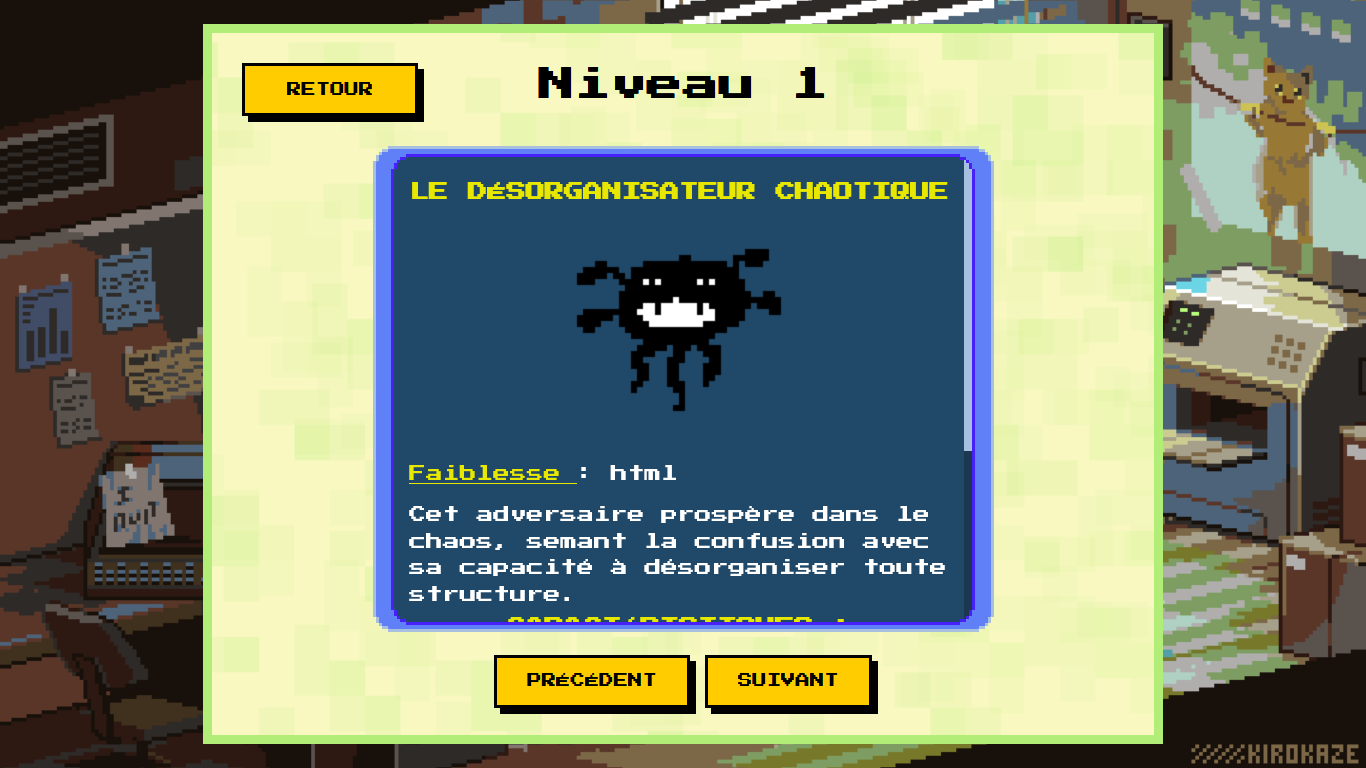 RETOUR
Niveau 1
LE DéSORGANISATEUR CHAOTIQUE
Faiblesse : html
Cet adversaire prospère dans le
chaos, semant la confusion avec
sa capacité à désorganiser toute
structure.
PRéCéDENT
SUIVANT
I
QUIT
KIROKAZE